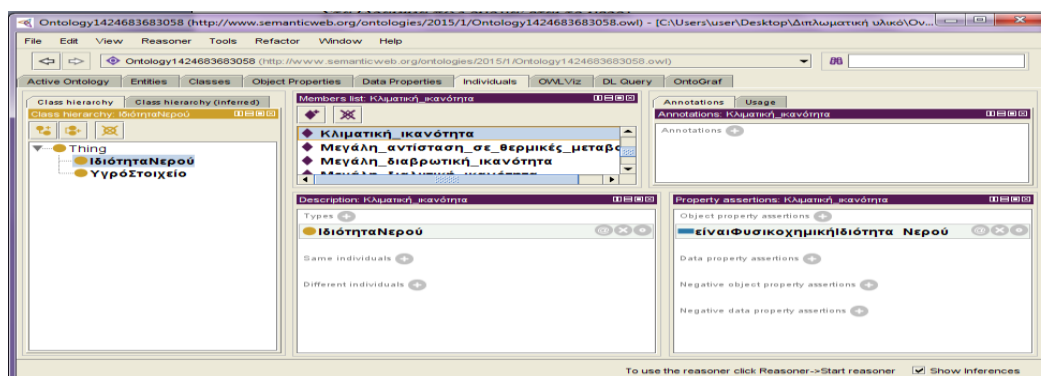 Ontology1424683683058 (http://www.semanticweb.org/ontologies/2015/1/Ontology1424683683058.owl) - [C:\Users\user\Desktop\Διπλωματική υλικό\Ον...
File Edit View Reasoner Tools Refactor Window Help
Ontology1424683683058 (http://www.semanticweb.org/ontologies/2015/1/Ontology1424683683058.owl)
Active Ontology Entities Classes Object Properties Data Properties Individuals OWLViz DL Query OntoGraf
Class hierarchy Class hierarchy (inferred)
Class hierarchy: ΙδιότηταΝερού
Thing
ΙδιότηταΝερού
ΥγρόΣτοιχείο
Members list: Κλιματική_ικανότητα
Κλιματική_ικανότητα
Μεγάλη_αντίσταση_σε_θερμικές_μεταβο
Μεγάλη_διαβρωτική_ικανότητα
Μεγάλη_διαλυτική_ικανότητα
Annotations Usage
Annotations: Κλιματική_ικανότητα
Annotations
Description: Κλιματική_ικανότητα
Types
ΙδιότηταΝερού
Same individuals
Different individuals
Property assertions: Κλιματική_ικανότητα
Object property assertions
είναιΦυσικοχημικήΙδιότητα Νερού
Data property assertions
Negative object property assertions
Negative data property assertions
To use the reasoner click Reasoner->Start reasoner Show Inferences